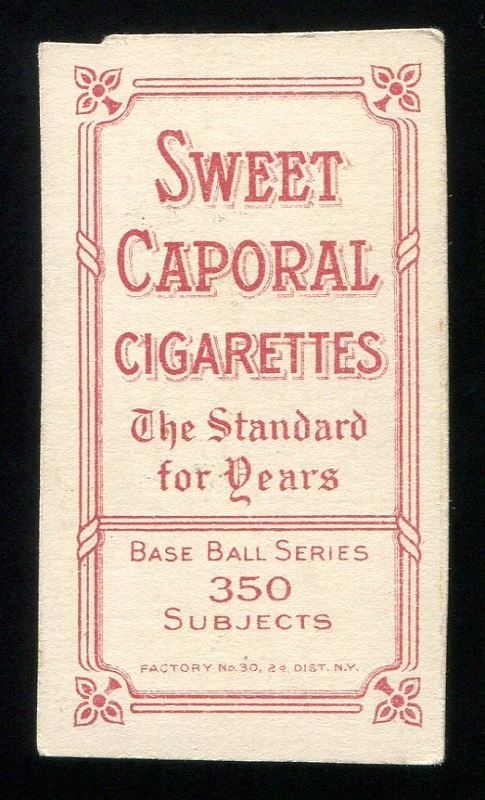 SWEET
CAPORAL
CIGARETTES
The Standard
for Years
BASE BALL SERIES
350
SUBJECTS
FACTORY No. 30, 2d. DIST. N.Y.